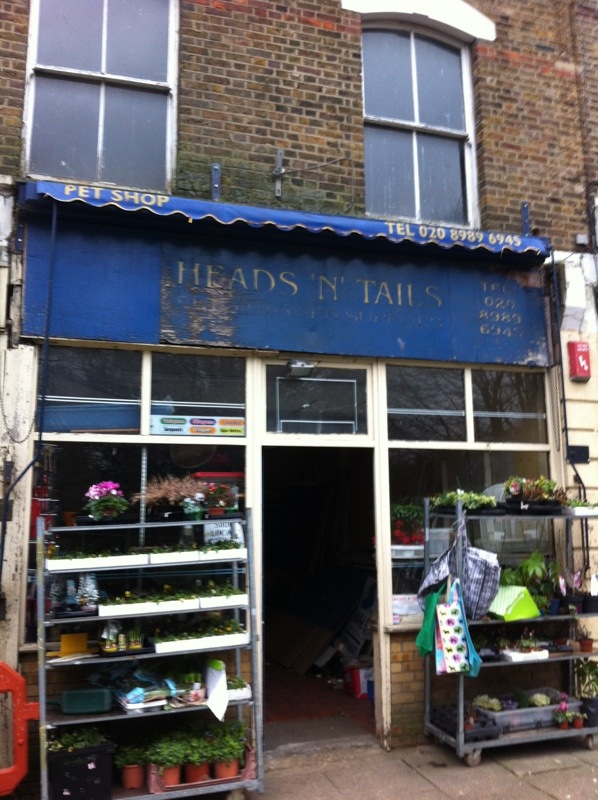 PET SHOP
TEL 020 8989 6945
HEADS 'N' TAILS
TEL:
020
8989
6945